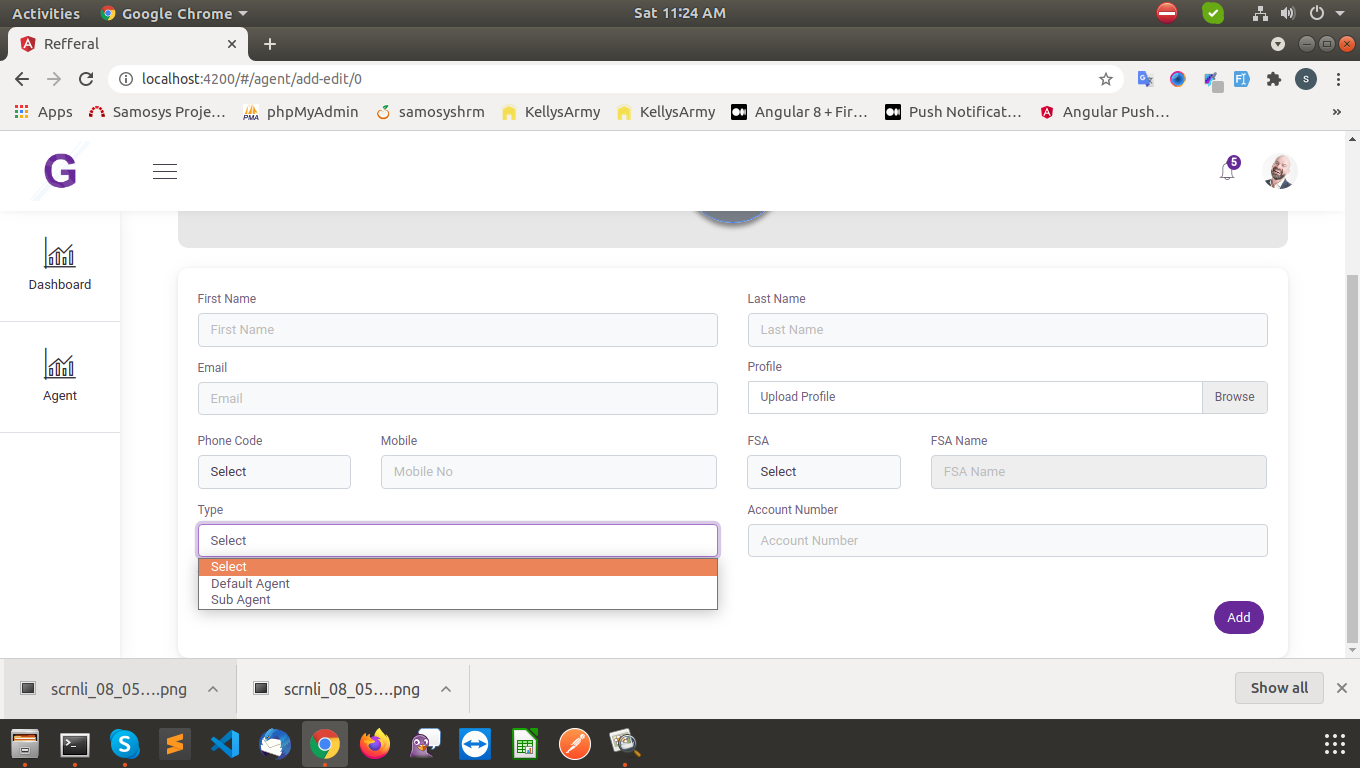 Activities Google Chrome Sat 11:24 AM
Refferal
localhost:4200/#/agent/add-edit/0 S
Apps Samosys Proje… PMA phpMyAdmin samosyshrm KellysArmy KellysArmy Angular 8 + Fir… Push Notificat… Angular Push… »
G 5
Dashboard
Agent
First Name Last Name
First Name Last Name
Email Profile
Email Upload Profile Browse
Phone Code Mobile FSA FSA Name
Select Mobile No Select FSA Name
Type Account Number
Select Account Number
Select
Default Agent
Sub Agent
Add
scrnli_08_05….png scrnli_08_05….png Show all